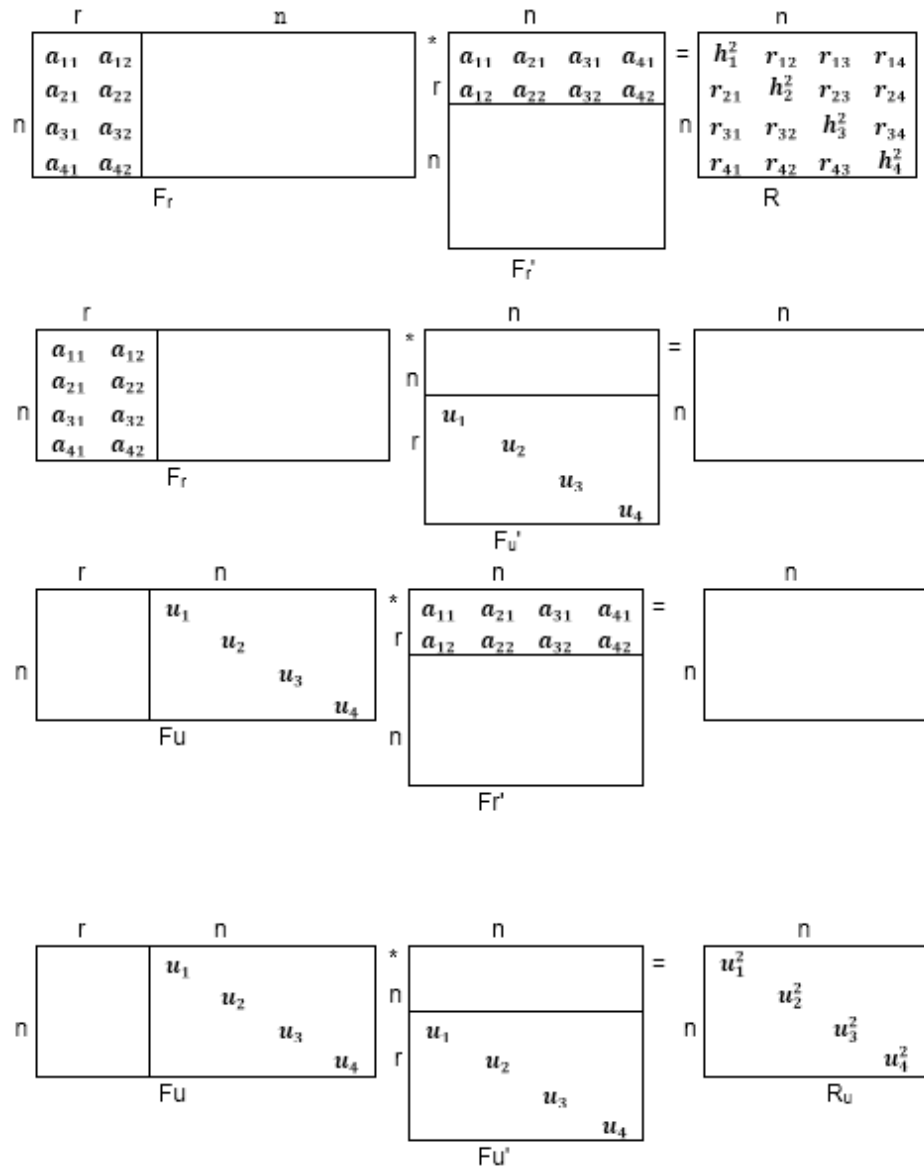 r n n n
a₁₁ a₁₂ * a₁₁ a₂₁ a₃₁ a₄₁ = h₁² r₁₂ r₁₃ r₁₄
a₂₁ a₂₂ r a₁₂ a₂₂ a₃₂ a₄₂ r₂₁ h₂² r₂₃ r₂₄
n a₃₁ a₃₂ n r₃₁ r₃₂ h₃² r₃₄
a₄₁ a₄₂ n r₄₁ r₄₂ r₄₃ h₄²
Fᵣ R
Fᵣ'
r n n
a₁₁ a₁₂ * =
a₂₁ a₂₂ n
n a₃₁ a₃₂ u₁ n
a₄₁ a₄₂ r u₂
Fᵣ u₃
u₄
Fᵤ'
r n n n
u₁ * a₁₁ a₂₁ a₃₁ a₄₁ =
u₂ r a₁₂ a₂₂ a₃₂ a₄₂
n u₃ n
u₄
Fu n
Fr'
r n n n
u₁ * = u₁²
u₂ n u₂²
n u₃ u₁ n u₃²
u₄ r u₂ u₄²
Fu u₃ Rᵤ
u₄
Fu'